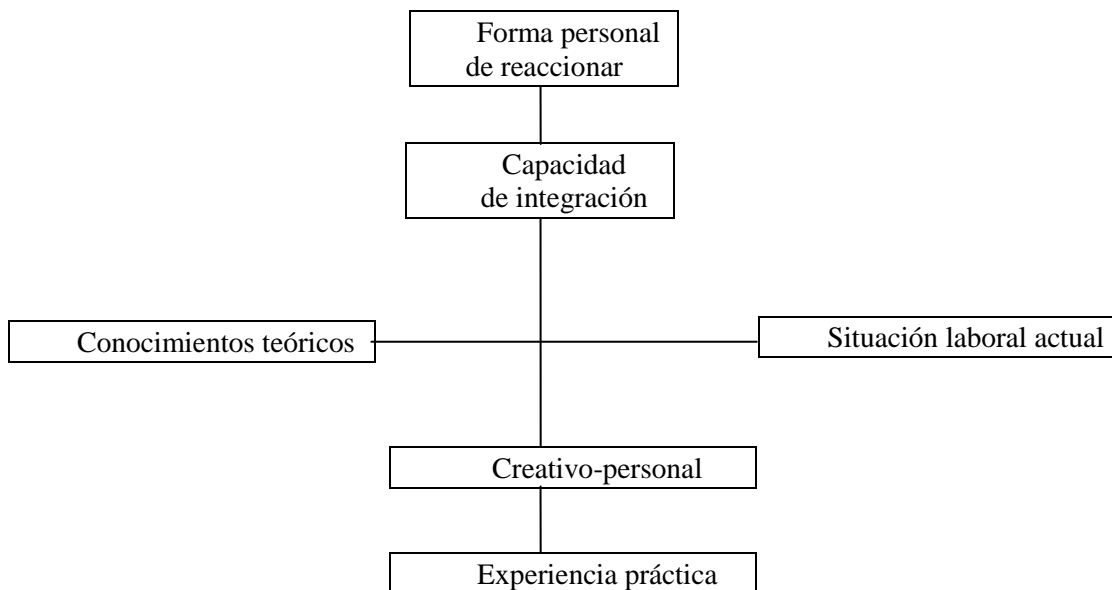 Forma personal
de reaccionar
Capacidad
de integración
Conocimientos teóricos
Situación laboral actual
Creativo-personal
Experiencia práctica